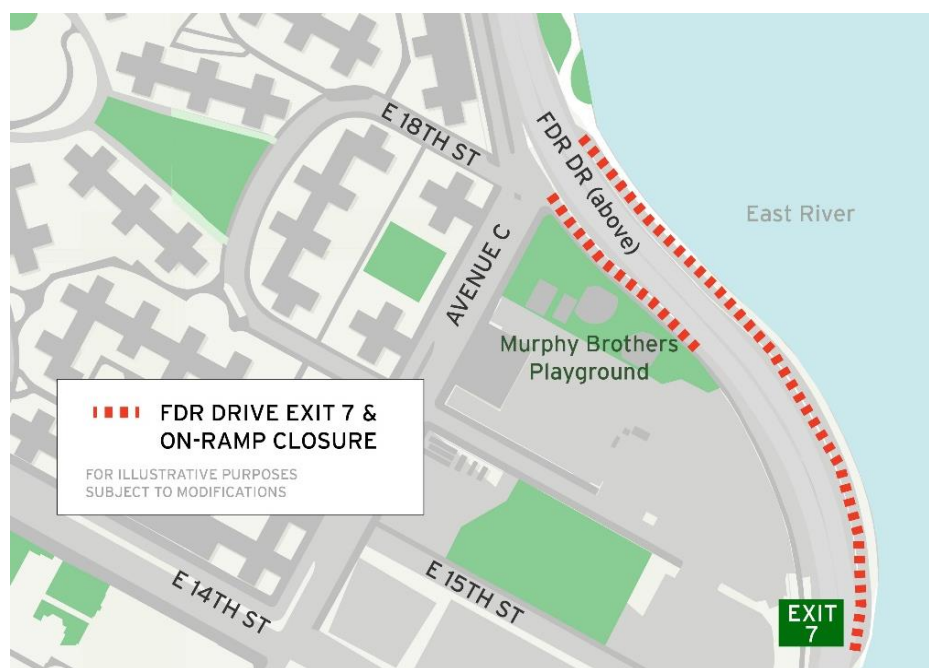 E 18TH ST
FDR DR (above)
East River
AVENUE C
Murphy Brothers
Playground
FDR DRIVE EXIT 7 &
ON-RAMP CLOSURE
FOR ILLUSTRATIVE PURPOSES
SUBJECT TO MODIFICATIONS
E 14TH ST
E 15TH ST
EXIT
7